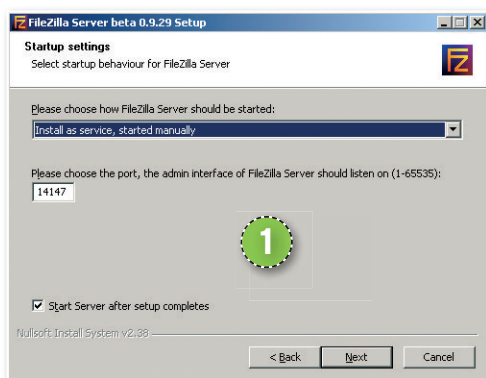 FileZilla Server beta 0.9.29 Setup
Startup settings
Select startup behaviour for FileZilla Server
FZ
Please choose how FileZilla Server should be started:
Install as service, started manually
Please choose the port, the admin interface of FileZilla Server should listen on (1-65535):
14147
1
Start Server after setup completes
Nullsoft Install System v2.38
< Back Next Cancel